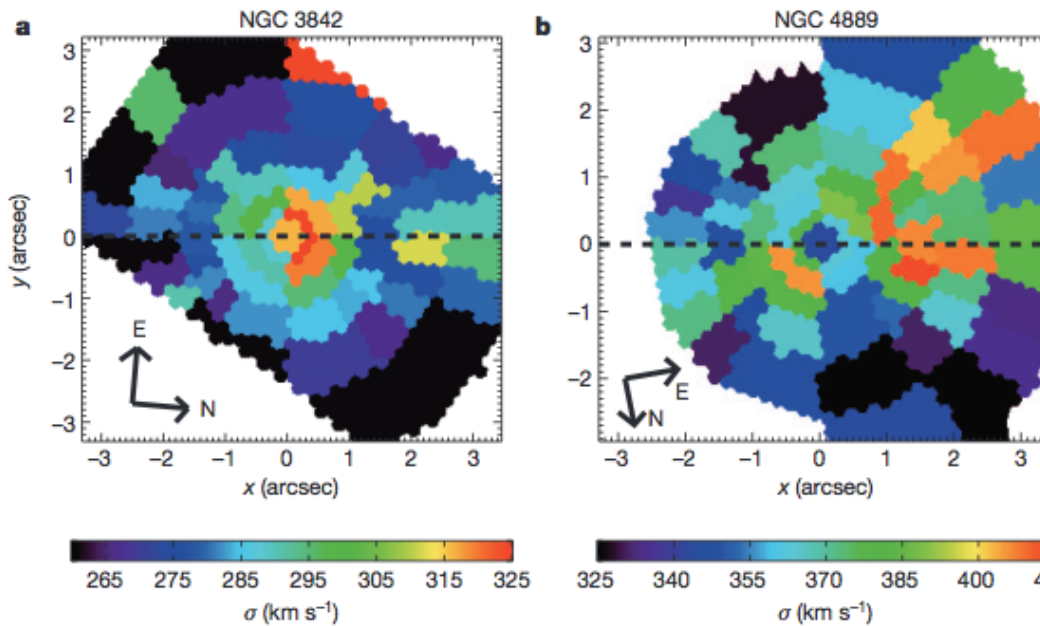 a NGC 3842
b NGC 4889
3
2
1
0
−1
−2
−3
y (arcsec)
E
N
−3 −2 −1 0 1 2 3
x (arcsec)
2
1
0
−1
−2
E
N
−3 −2 −1 0 1 2 3
x (arcsec)
265 275 285 295 305 315 325
σ (km s⁻¹)
325 340 355 370 385 400 4
σ (km s⁻¹)